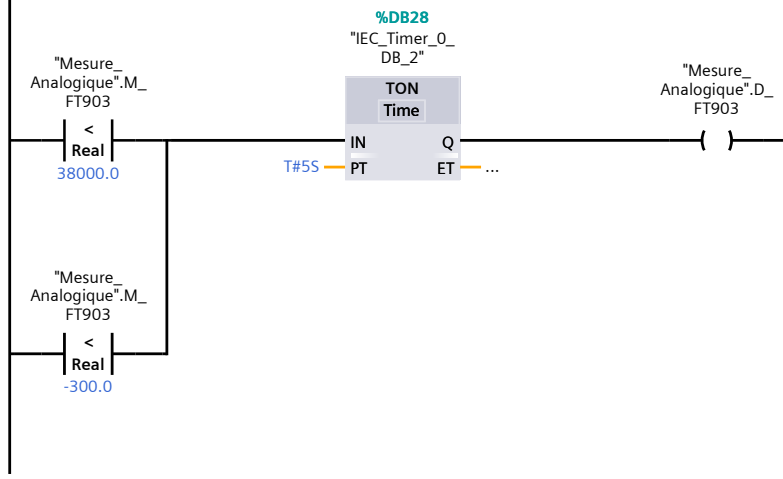 %DB28
"IEC_Timer_0_
DB_2"
"Mesure_
Analogique".M_
FT903
"Mesure_
Analogique".D_
FT903
TON
Time
<
Real
38000.0
IN
Q
T#5S
PT
ET
...
"Mesure_
Analogique".M_
FT903
<
Real
-300.0